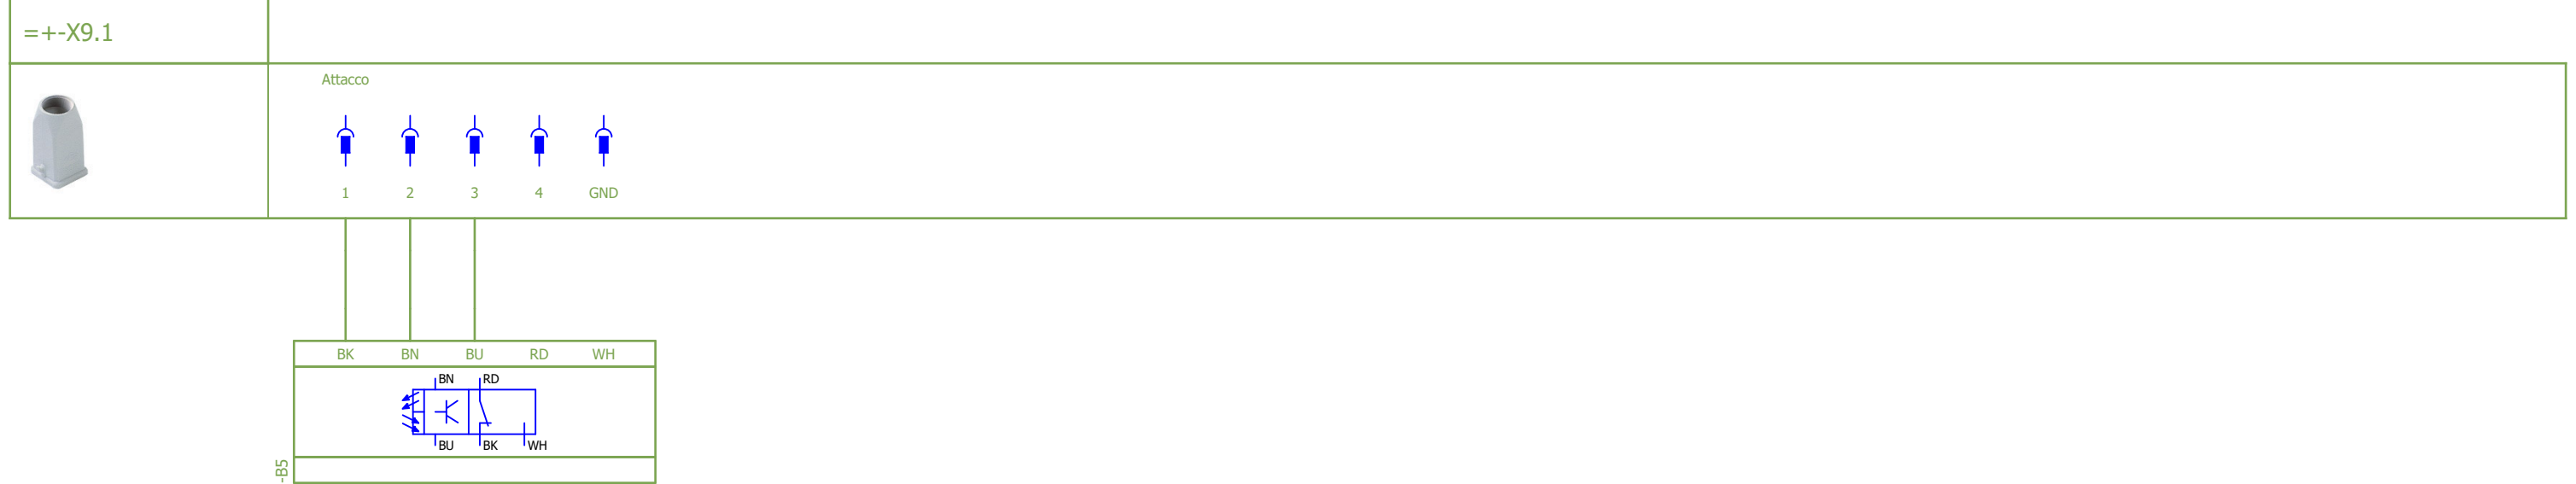 =+-X9.1
Attacco
1 2 3 4 GND
BK BN BU RD WH
BN RD
BU BK WH
-B5